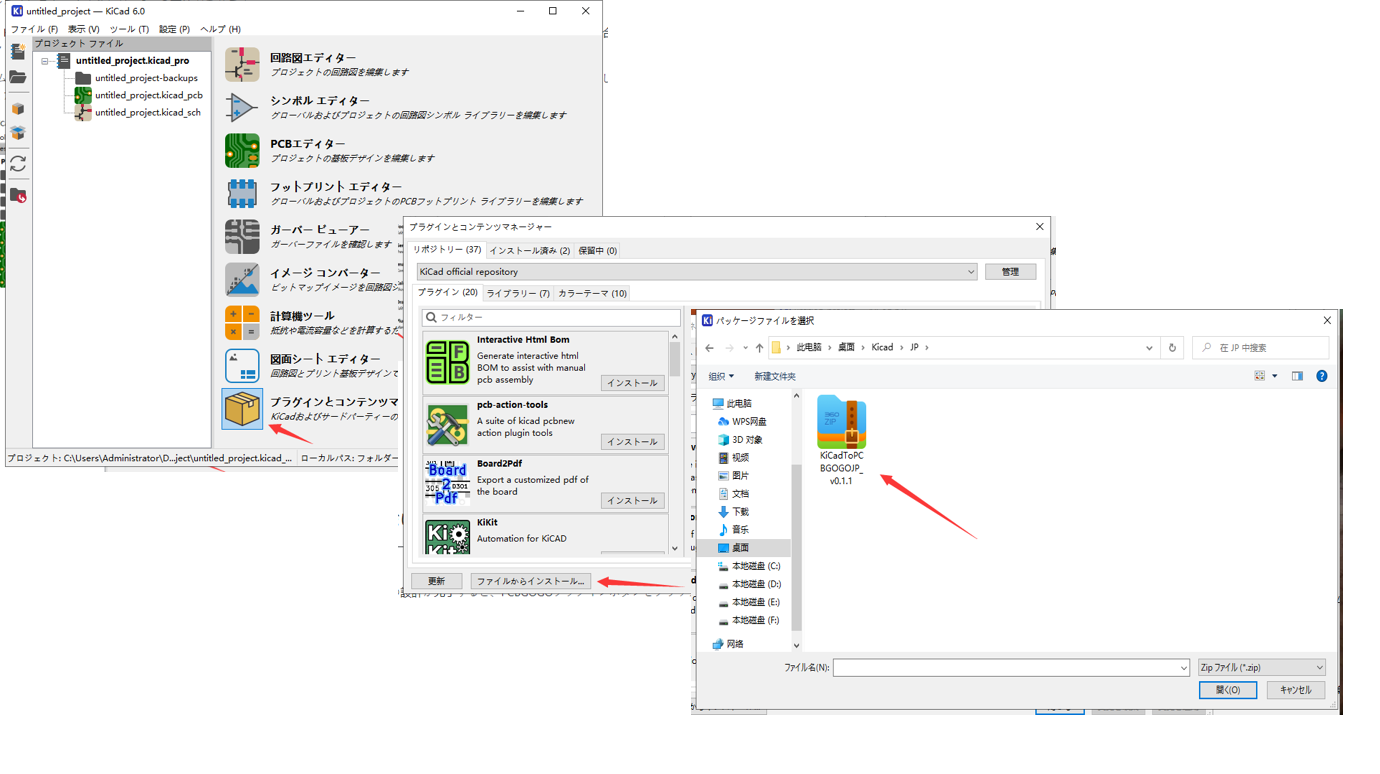 untitled_project — KiCad 6.0
ファイル (F) 表示 (V) ツール (T) 設定 (P) ヘルプ (H)
プロジェクト ファイル
untitled_project.kicad_pro
untitled_project-backups
untitled_project.kicad_pcb
untitled_project.kicad_sch
回路図エディター
プロジェクトの回路図を編集します
シンボル エディター
グローバルおよびプロジェクトの回路図シンボル ライブラリーを編集します
PCBエディター
プロジェクトの基板デザインを編集します
フットプリント エディター
グローバルおよびプロジェクトのPCBフットプリント ライブラリーを編集します
ガーバー ビューアー
ガーバーファイルを確認します
イメージ コンバーター
ビットマップイメージを回路図シ
計算機ツール
抵抗や電流容量などを計算するた
図面シート エディター
回路図とプリント基板デザインで
プラグインとコンテンツマ
KiCadおよびサードパーティーの
プロジェクト: C:\Users\Administrator\D...ject\untitled_project.kicad_...
ローカルパス: フォルダー
プラグインとコンテンツマネージャー
リポジトリー (37) インストール済み (2) 保留中 (0)
KiCad official repository
管理
プラグイン (20) ライブラリー (7) カラーテーマ (10)
フィルター
Interactive Html Bom
Generate interactive html
BOM to assist with manual
pcb assembly
インストール
pcb-action-tools
A suite of kicad pcbnew
action plugin tools
インストール
Board2Pdf
Export a customized pdf of
the board
インストール
KiKit
Automation for KiCAD
更新
ファイルからインストール...
パッケージファイルを選択
此电脑 › 桌面 › Kicad › JP ›
在 JP 中搜索
组织
新建文件夹
此电脑
WPS网盘
3D 对象
视频
图片
文档
下载
音乐
桌面
本地磁盘 (C:)
本地磁盘 (D:)
本地磁盘 (E:)
本地磁盘 (F:)
网络
360
ZIP
KiCadToPC
BGOGOJP_
v0.1.1
ファイル名(N):
Zip ファイル (*.zip)
開く(O)
キャンセル